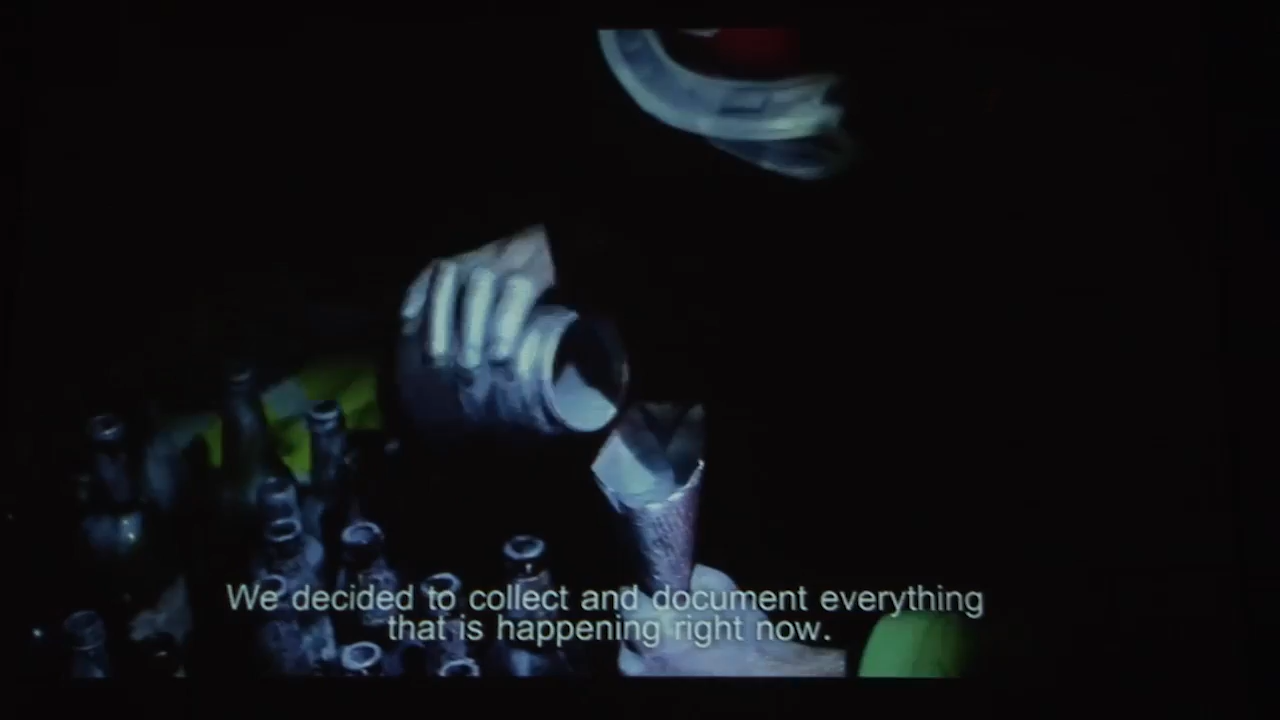 We decided to collect and document everything
that is happening right now.